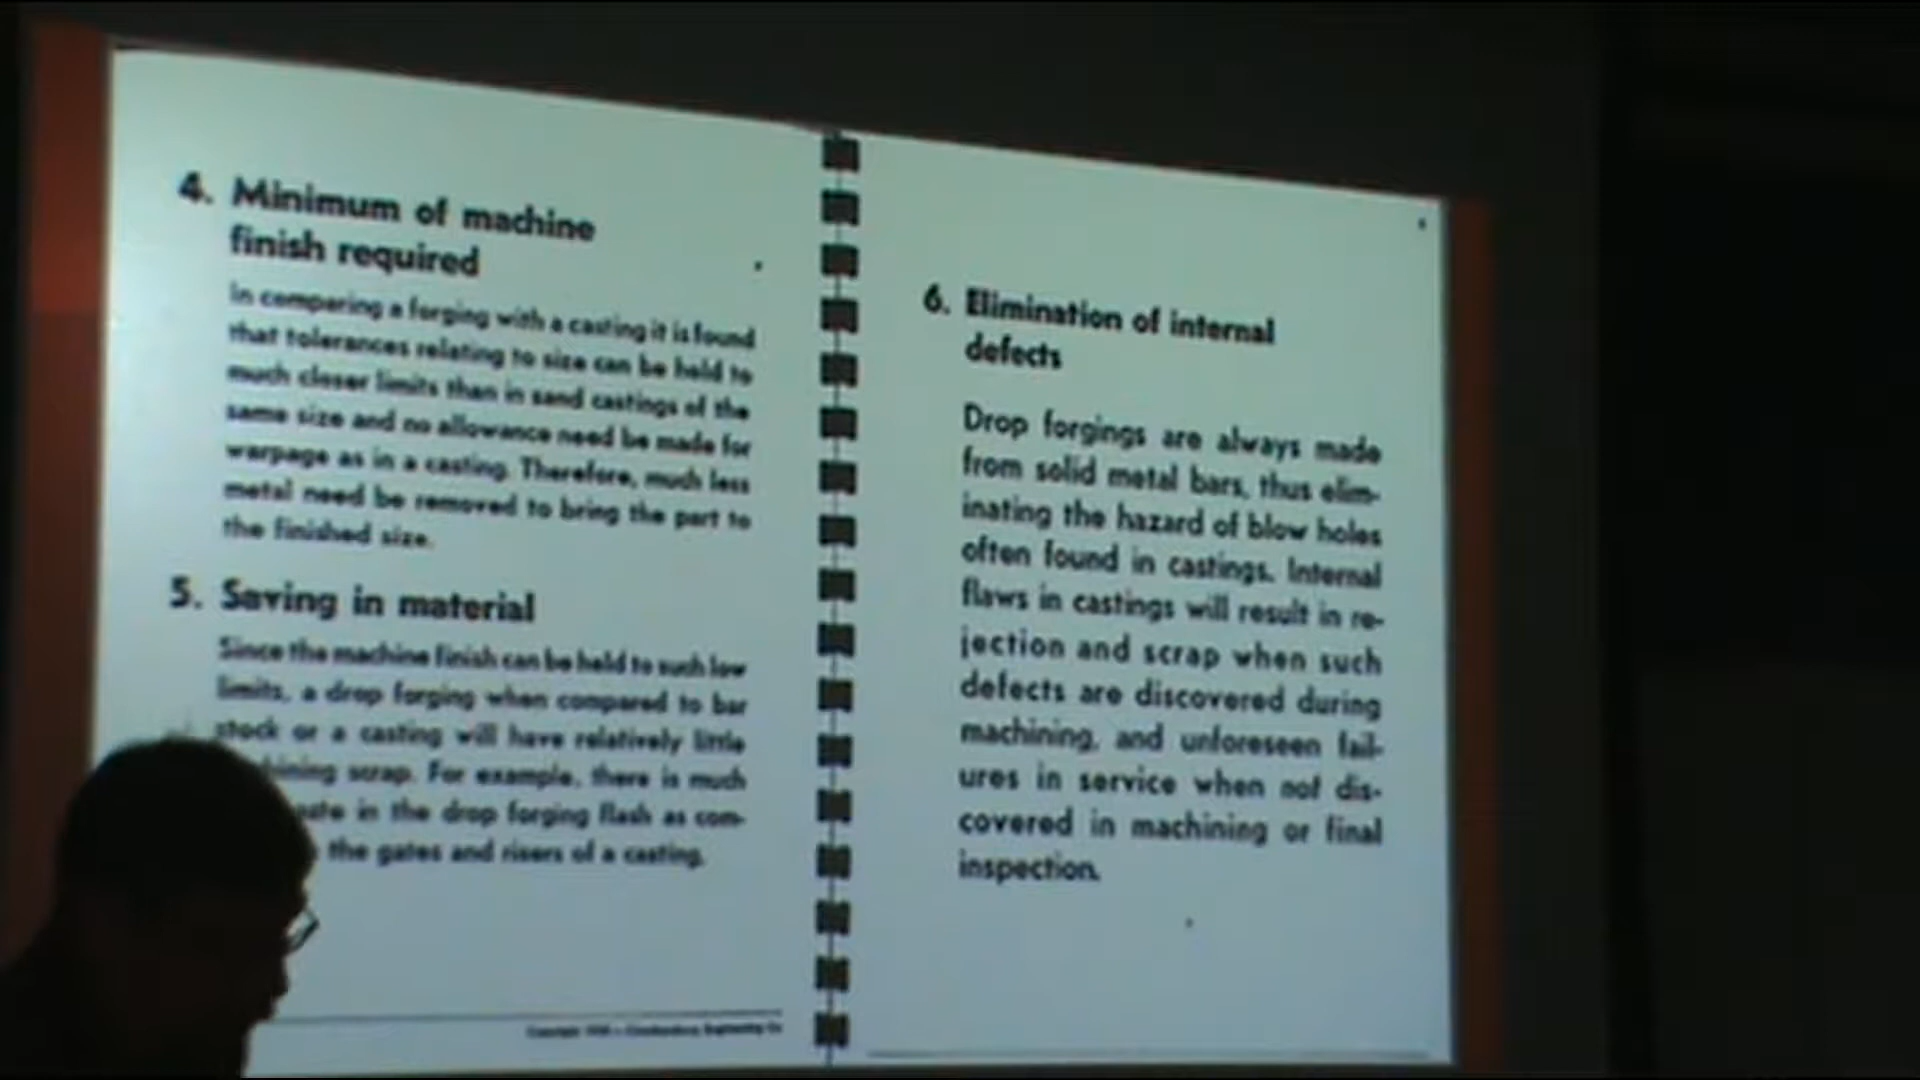 4. Minimum of machine
finish required
In comparing a forging with a casting it is found
that tolerances relating to size can be held to
much closer limits than in sand castings of the
same size and no allowance need be made for
warpage as in a casting. Therefore, much less
metal need be removed to bring the part to
the finished size.
5. Saving in material
Since the machine finish can be held to such low
limits, a drop forging when compared to bar
stock or a casting will have relatively little
hining scrap. For example, there is much
in the drop forging flash as com-
the gates and risers of a casting.
Copyright Engineering Co
6. Elimination of internal
defects
Drop forgings are always made
from solid metal bars, thus elim-
inating the hazard of blow holes
often found in castings. Internal
flaws in castings will result in re-
jection and scrap when such
defects are discovered during
machining, and unforeseen fail-
ures in service when not dis-
covered in machining or final
inspection.